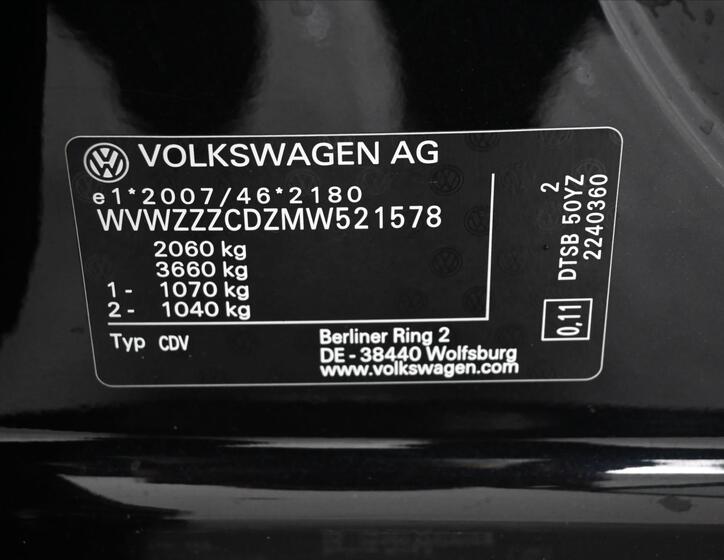 VOLKSWAGEN AG
e1*2007/46*2180
WVWZZZCDZMW521578
2060 kg
3660 kg
1- 1070 kg
2- 1040 kg
Typ CDV
Berliner Ring 2
DE - 38440 Wolfsburg
www.volkswagen.com
2
DTSB 50YZ
2240360
0,11